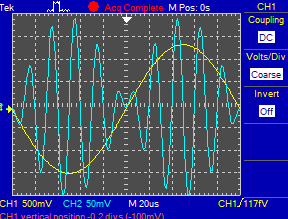 Tek Acq Complete M Pos: 0s CH1
Coupling
DC
Volts/Div
Coarse
Invert
Off
CH1 500mV CH2 50mV M 20us CH1/117fV
CH1 vertical position -0.2 divs (-100mV)